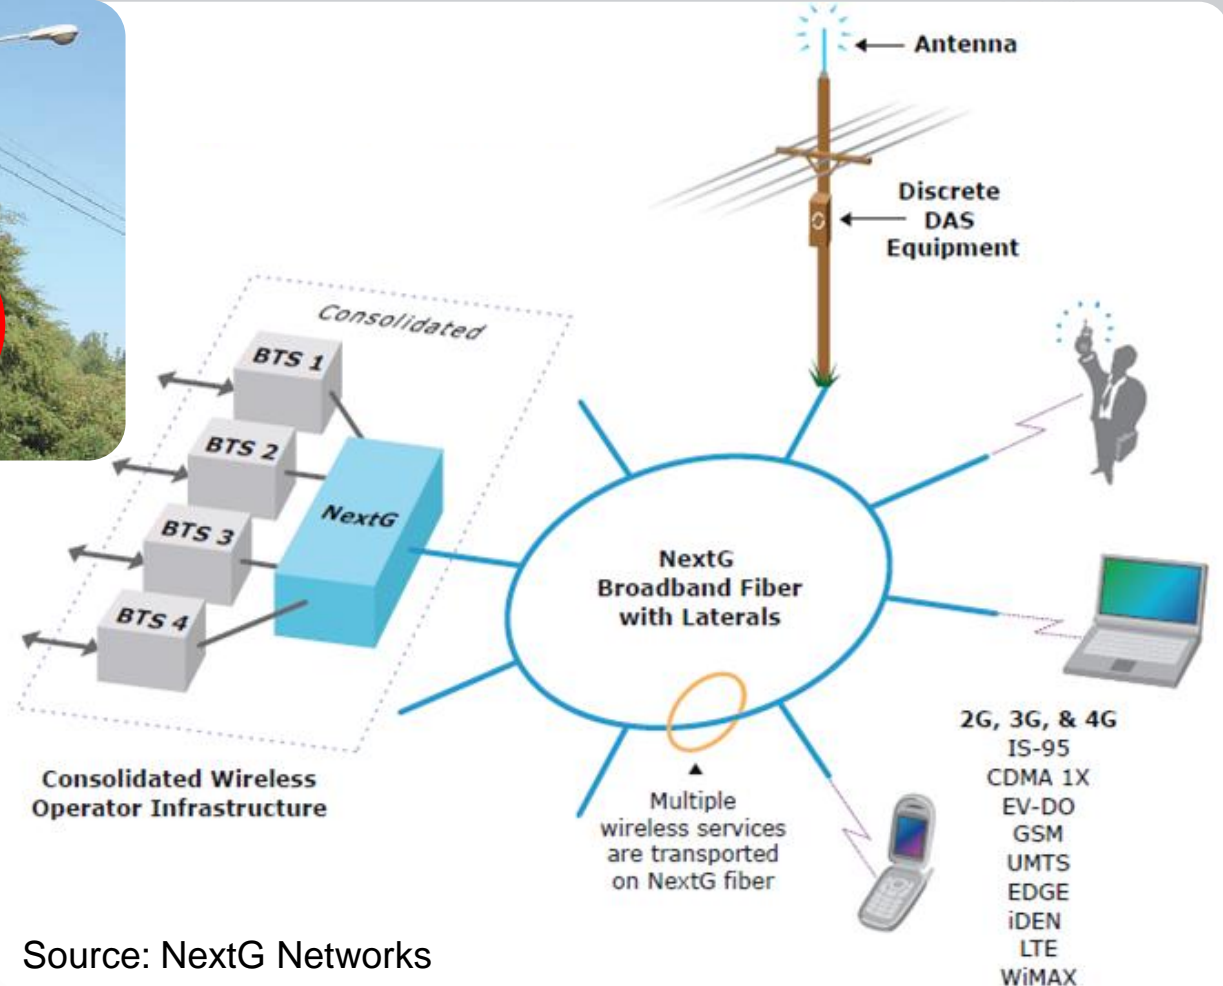 Antenna
Discrete
DAS
Equipment
Consolidated
BTS 1
BTS 2
BTS 3
BTS 4
NextG
NextG
Broadband Fiber
with Laterals
Consolidated Wireless
Operator Infrastructure
Multiple
wireless services
are transported
on NextG fiber
2G, 3G, & 4G
IS-95
CDMA 1X
EV-DO
GSM
UMTS
EDGE
iDEN
LTE
WiMAX
Source: NextG Networks